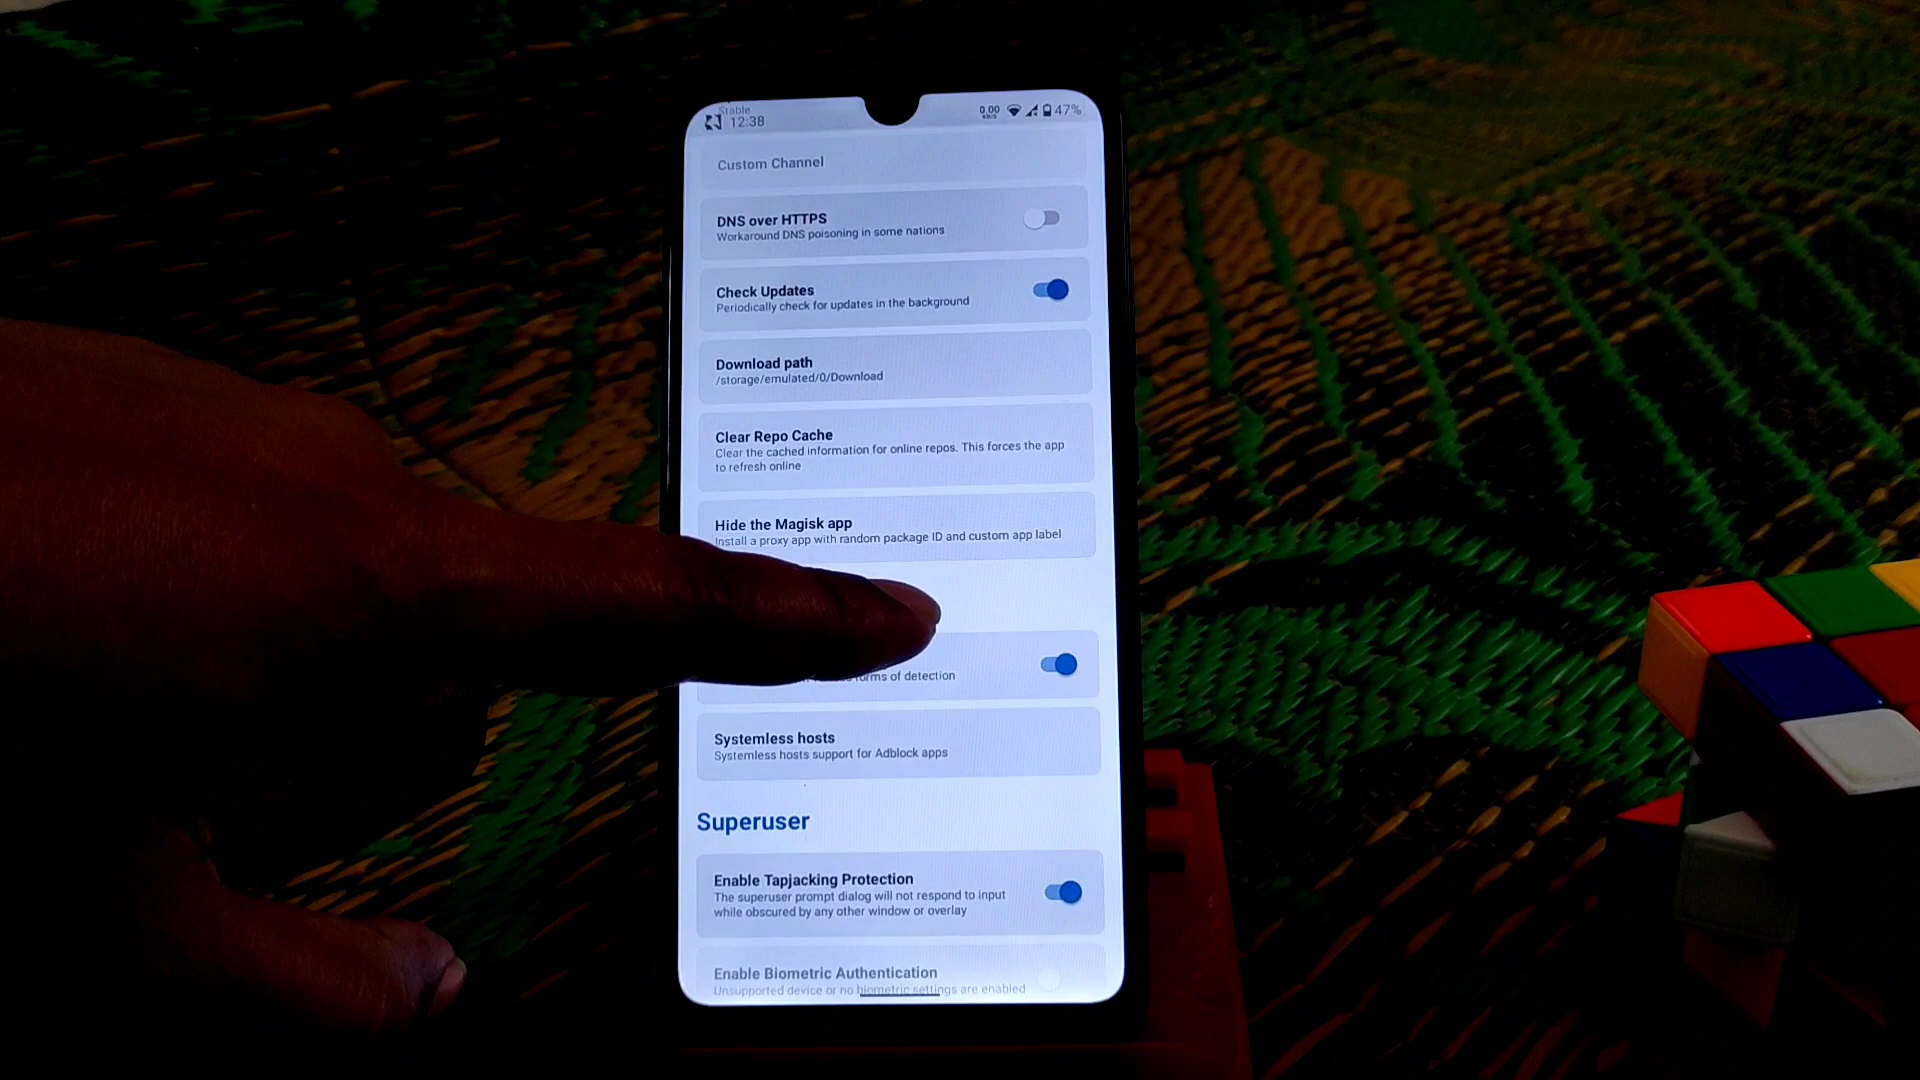 Stable
12:38
0.00
KB/S
47%
Custom Channel
DNS over HTTPS
Workaround DNS poisoning in some nations
Check Updates
Periodically check for updates in the background
Download path
/storage/emulated/0/Download
Clear Repo Cache
Clear the cached information for online repos. This forces the app
to refresh online
Hide the Magisk app
Install a proxy app with random package ID and custom app label
of detection
Systemless hosts
Systemless hosts support for Adblock apps
Superuser
Enable Tapjacking Protection
The superuser prompt dialog will not respond to input
while obscured by any other window or overlay
Enable Biometric Authentication
Unsupported device or no biometric settings are enabled